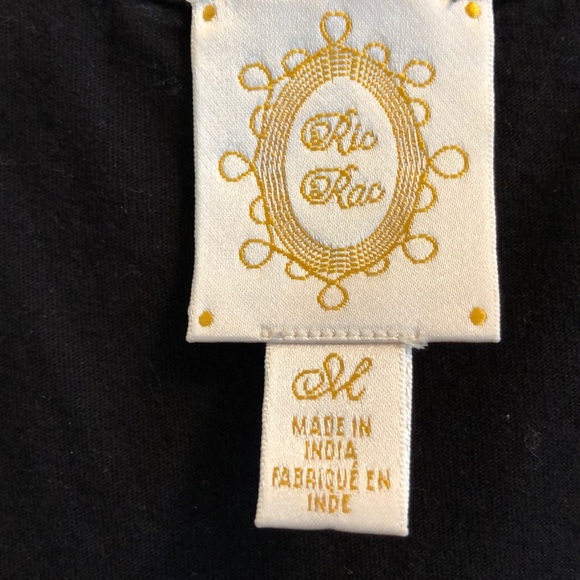 Ric
Rac
M
MADE IN
INDIA
FABRIQUÉ EN
INDE